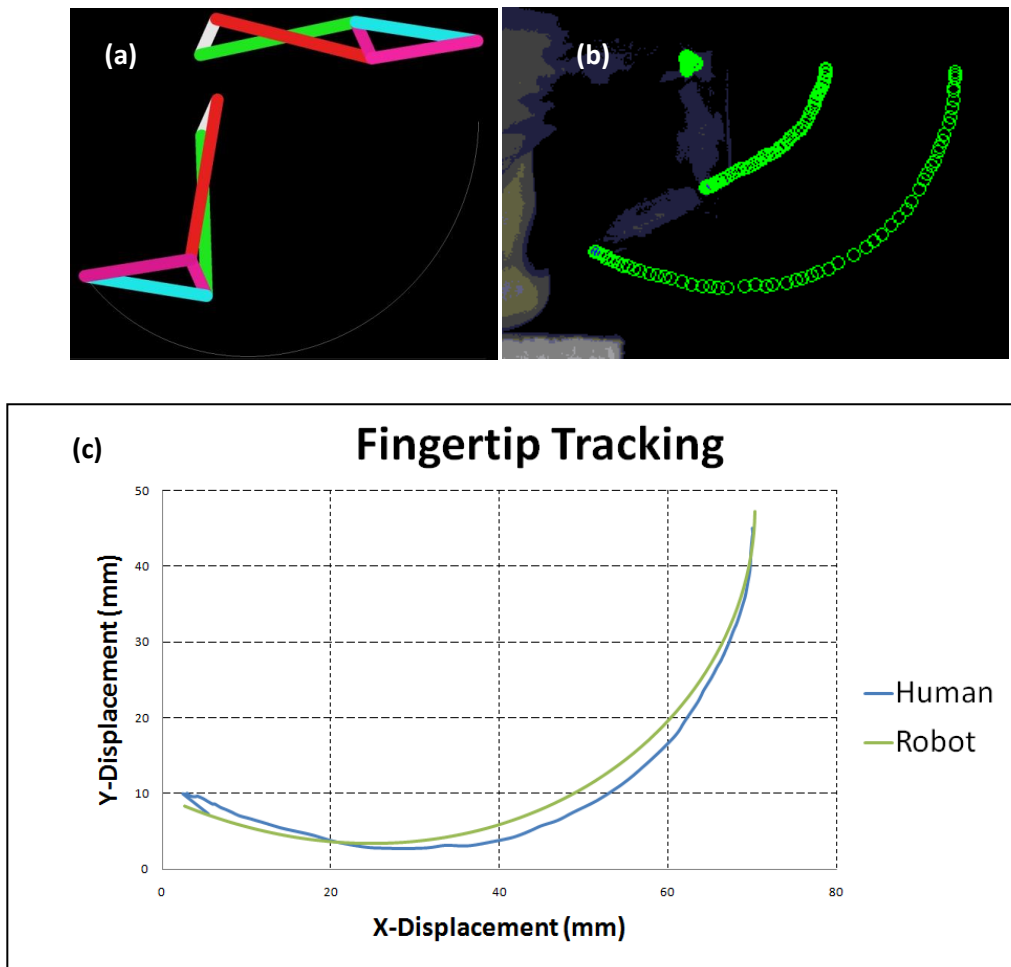 (a)
(b)
(c)
Fingertip Tracking
50
40
30
20
10
0
Y-Displacement (mm)
0 20 40 60 80
X-Displacement (mm)
Human
Robot